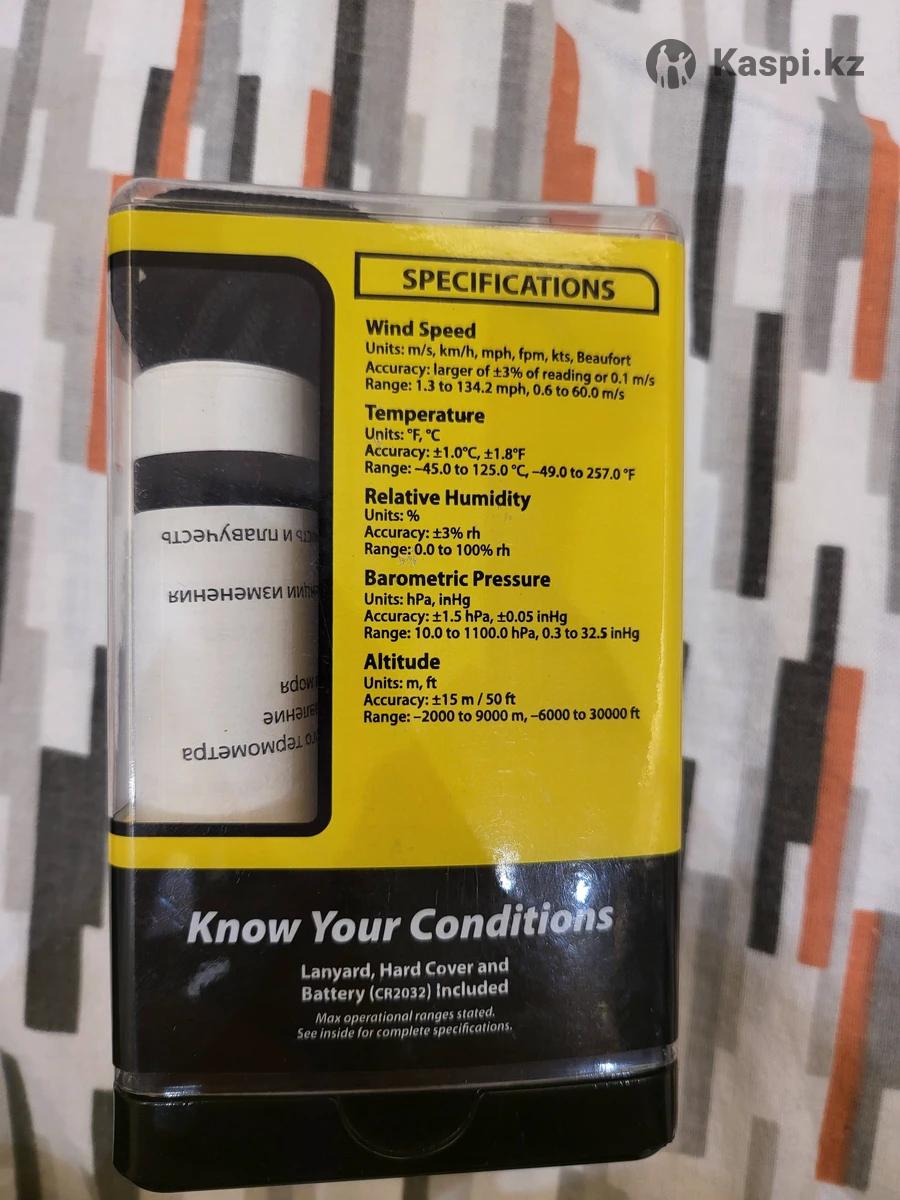 Kaspi.kz
SPECIFICATIONS
Wind Speed
Units: m/s, km/h, mph, fpm, kts, Beaufort
Accuracy: larger of ±3% of reading or 0.1 m/s
Range: 1.3 to 134.2 mph, 0.6 to 60.0 m/s
Temperature
Units: °F, °C
Accuracy: ±1.0°C, ±1.8°F
Range: –45.0 to 125.0 °C, –49.0 to 257.0 °F
Relative Humidity
Units: %
Accuracy: ±3% rh
Range: 0.0 to 100% rh
Barometric Pressure
Units: hPa, inHg
Accuracy: ±1.5 hPa, ±0.05 inHg
Range: 10.0 to 1100.0 hPa, 0.3 to 32.5 inHg
Altitude
Units: m, ft
Accuracy: ±15 m / 50 ft
Range: –2000 to 9000 m, –6000 to 30000 ft
термометра
моря
изменения
и плавучесть
Know Your Conditions
Lanyard, Hard Cover and
Battery (CR2032) Included
Max operational ranges stated.
See inside for complete specifications.